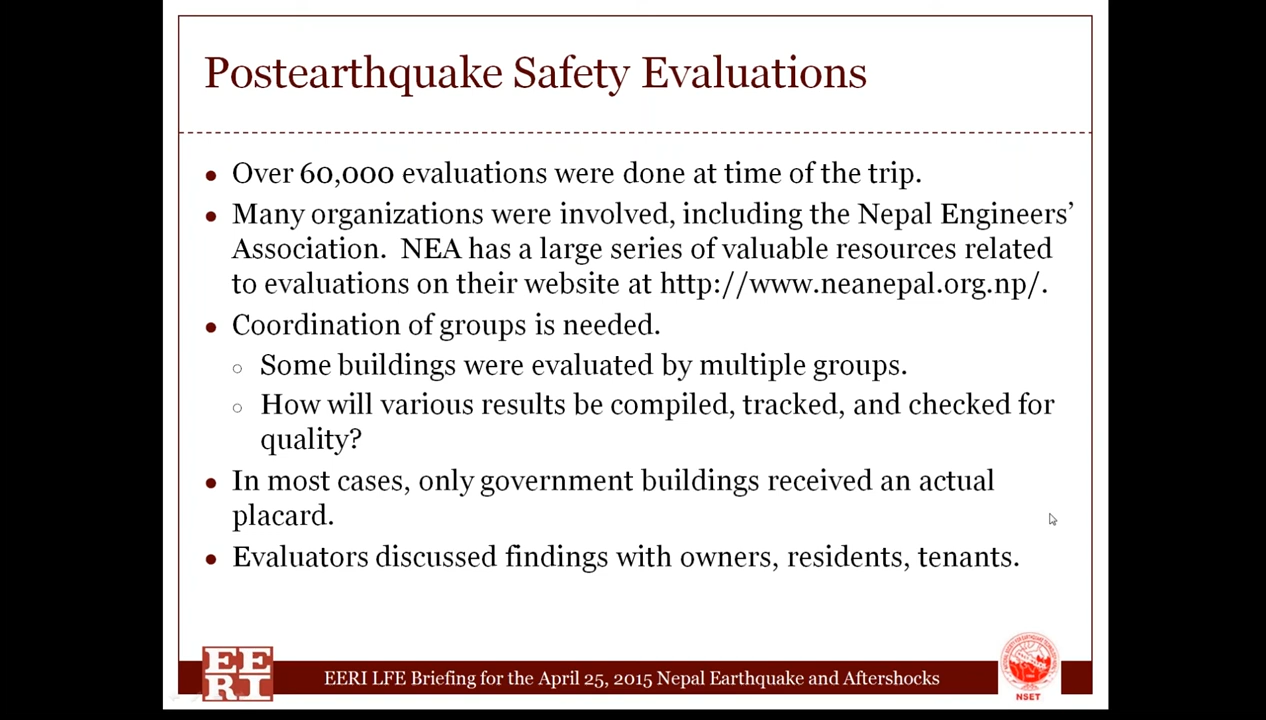 Postearthquake Safety Evaluations
• Over 60,000 evaluations were done at time of the trip.
• Many organizations were involved, including the Nepal Engineers’
Association.  NEA has a large series of valuable resources related
to evaluations on their website at http://www.neanepal.org.np/.
• Coordination of groups is needed.
○ Some buildings were evaluated by multiple groups.
○ How will various results be compiled, tracked, and checked for
quality?
• In most cases, only government buildings received an actual
placard.
• Evaluators discussed findings with owners, residents, tenants.
EE
RI
EERI LFE Briefing for the April 25, 2015 Nepal Earthquake and Aftershocks
NSET